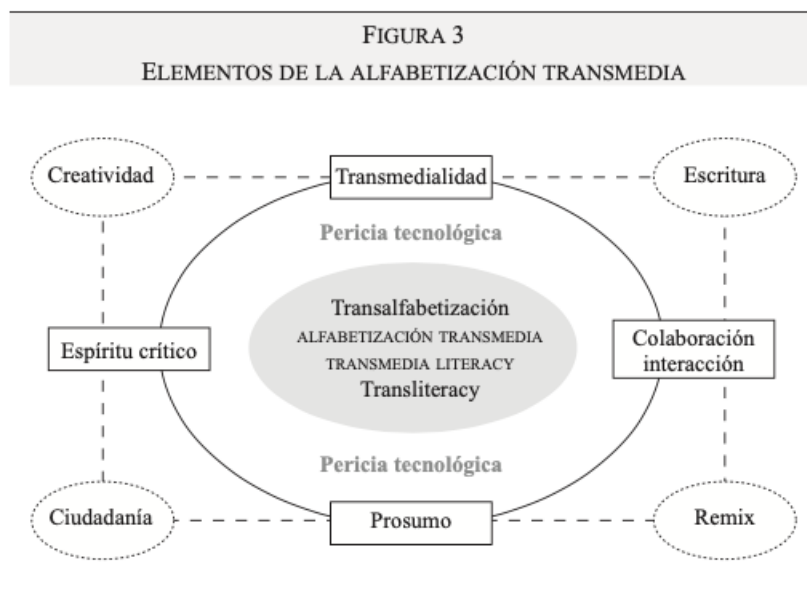 FIGURA 3
ELEMENTOS DE LA ALFABETIZACIÓN TRANSMEDIA
Creatividad
Transmedialidad
Escritura
Pericia tecnológica
Transalfabetización
ALFABETIZACIÓN TRANSMEDIA
TRANSMEDIA LITERACY
Transliteracy
Espíritu crítico
Colaboración
interacción
Pericia tecnológica
Ciudadanía
Prosumo
Remix